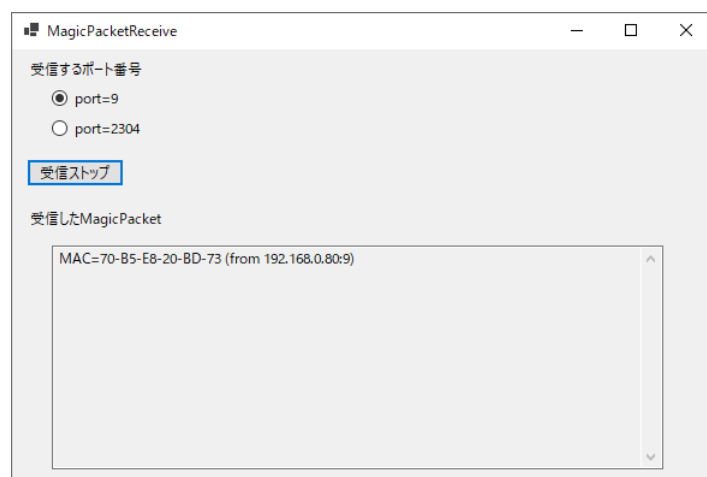 MagicPacketReceive
受信するポート番号
port=9
port=2304
受信ストップ
受信したMagicPacket
MAC=70-B5-E8-20-BD-73 (from 192.168.0.80:9)